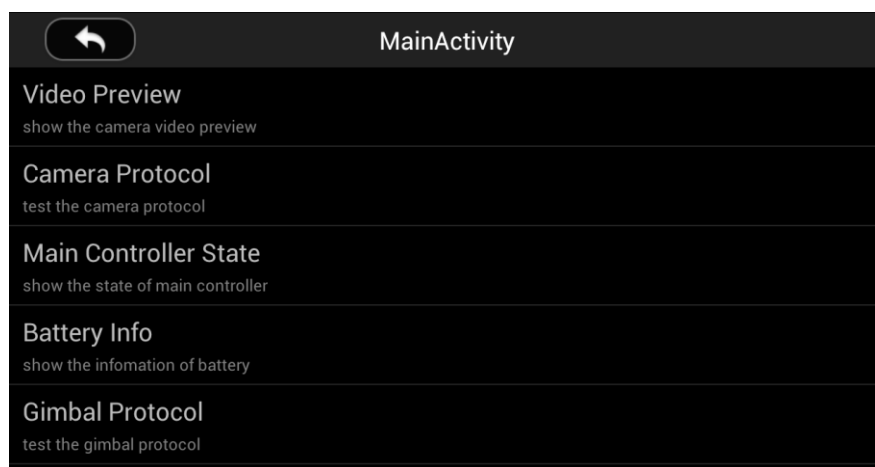 MainActivity
Video Preview
show the camera video preview
Camera Protocol
test the camera protocol
Main Controller State
show the state of main controller
Battery Info
show the infomation of battery
Gimbal Protocol
test the gimbal protocol